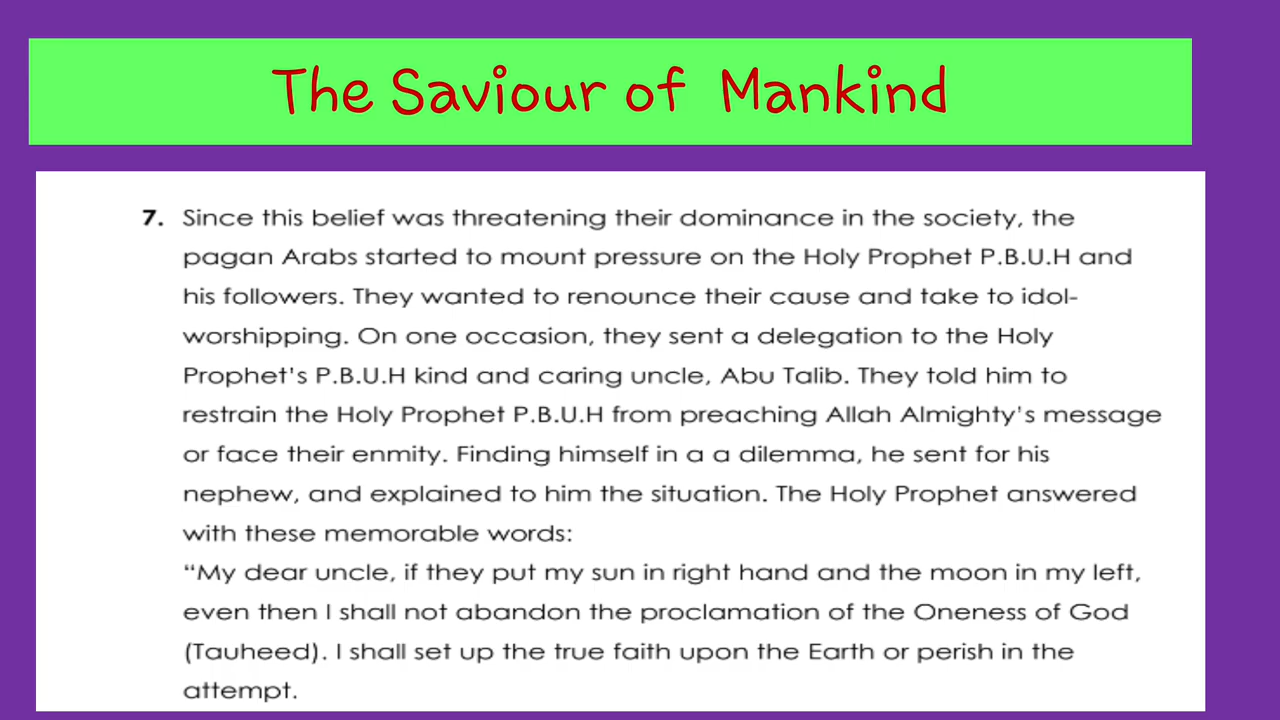 The Saviour of Mankind
7. Since this belief was threatening their dominance in the society, the
pagan Arabs started to mount pressure on the Holy Prophet P.B.U.H and
his followers. They wanted to renounce their cause and take to idol-
worshipping. On one occasion, they sent a delegation to the Holy
Prophet's P.B.U.H kind and caring uncle, Abu Talib. They told him to
restrain the Holy Prophet P.B.U.H from preaching Allah Almighty's message
or face their enmity. Finding himself in a a dilemma, he sent for his
nephew, and explained to him the situation. The Holy Prophet answered
with these memorable words:
“My dear uncle, if they put my sun in right hand and the moon in my left,
even then I shall not abandon the proclamation of the Oneness of God
(Tauheed). I shall set up the true faith upon the Earth or perish in the
attempt.